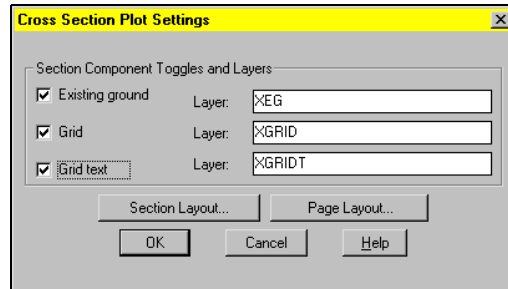 Cross Section Plot Settings
Section Component Toggles and Layers
Existing ground Layer: XEG
Grid Layer: XGRID
Grid text Layer: XGRIDT
Section Layout... Page Layout...
OK Cancel Help